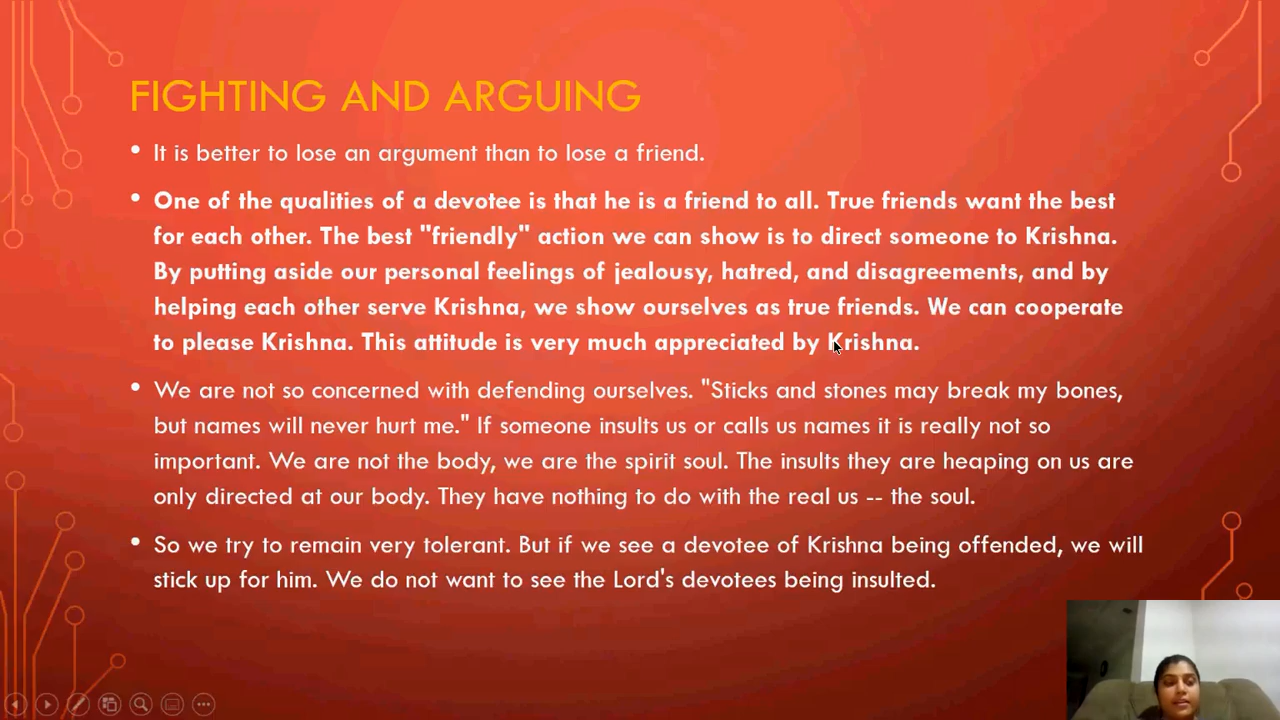 FIGHTING AND ARGUING
• It is better to lose an argument than to lose a friend.
• One of the qualities of a devotee is that he is a friend to all. True friends want the best
for each other. The best "friendly" action we can show is to direct someone to Krishna.
By putting aside our personal feelings of jealousy, hatred, and disagreements, and by
helping each other serve Krishna, we show ourselves as true friends. We can cooperate
to please Krishna. This attitude is very much appreciated by Krishna.
• We are not so concerned with defending ourselves. "Sticks and stones may break my bones,
but names will never hurt me." If someone insults us or calls us names it is really not so
important. We are not the body, we are the spirit soul. The insults they are heaping on us are
only directed at our body. They have nothing to do with the real us -- the soul.
• So we try to remain very tolerant. But if we see a devotee of Krishna being offended, we will
stick up for him. We do not want to see the Lord's devotees being insulted.